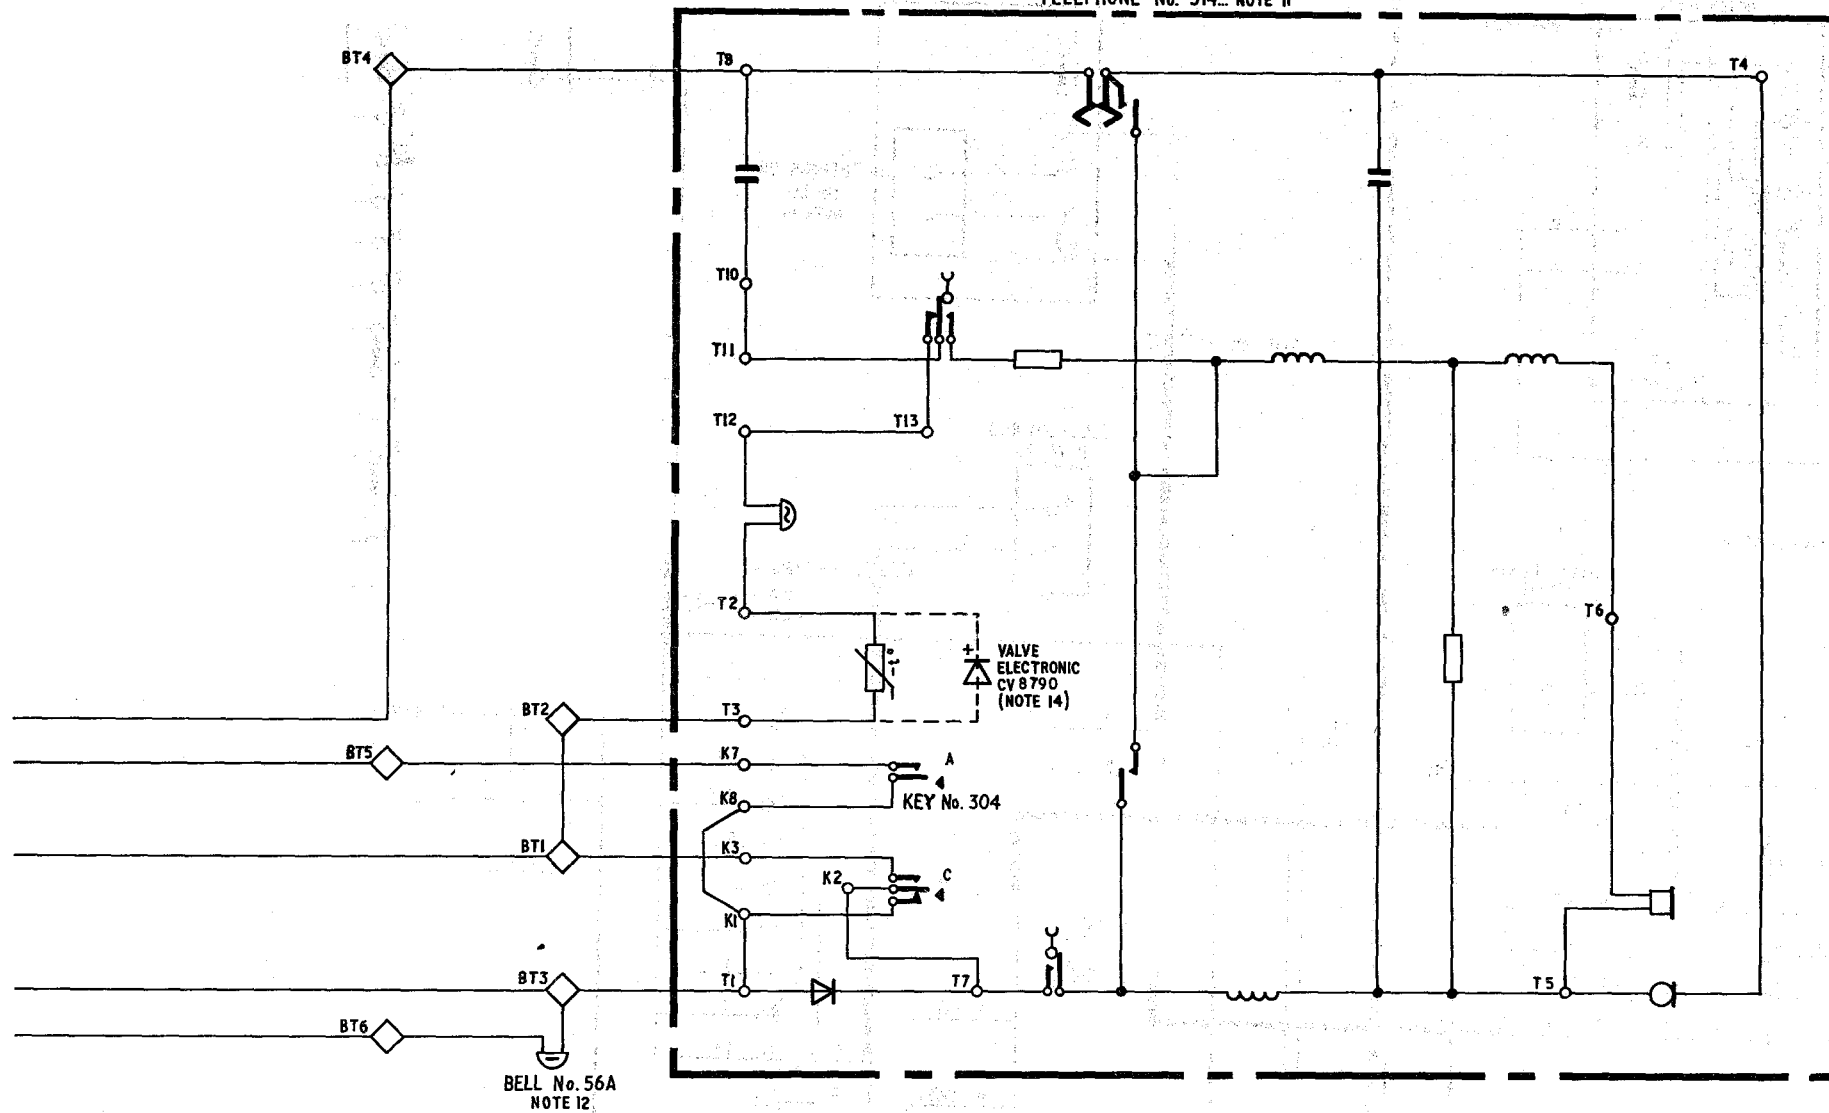 TELEPHONE No. 314... NOTE 11
BT4
T8
T4
T10
T11
T12
T13
T2
T6
VALVE
ELECTRONIC
CV 8790
(NOTE 14)
+
-t°
BT2
T3
BT5
K7
A
K8
KEY No. 304
BT1
K3
K2
C
K1
BT3
T1
T7
T5
BT6
BELL No. 56A
NOTE 12